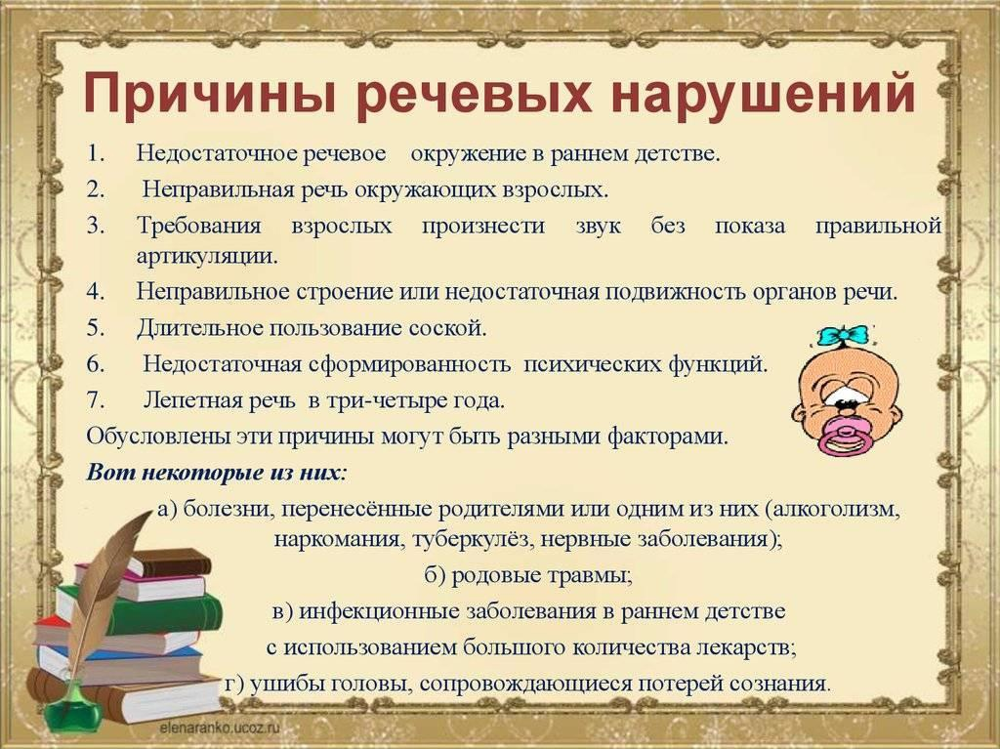 Причины речевых нарушений
1. Недостаточное речевое окружение в раннем детстве.
2. Неправильная речь окружающих взрослых.
3. Требования взрослых произнести звук без показа правильной
артикуляции.
4. Неправильное строение или недостаточная подвижность органов речи.
5. Длительное пользование соской.
6. Недостаточная сформированность психических функций.
7. Лепетная речь в три-четыре года.
Обусловлены эти причины могут быть разными факторами.
Вот некоторые из них:
а) болезни, перенесённые родителями или одним из них (алкоголизм,
наркомания, туберкулёз, нервные заболевания);
б) родовые травмы;
в) инфекционные заболевания в раннем детстве
с использованием большого количества лекарств;
г) ушибы головы, сопровождающиеся потерей сознания.
elenaranko.ucoz.ru